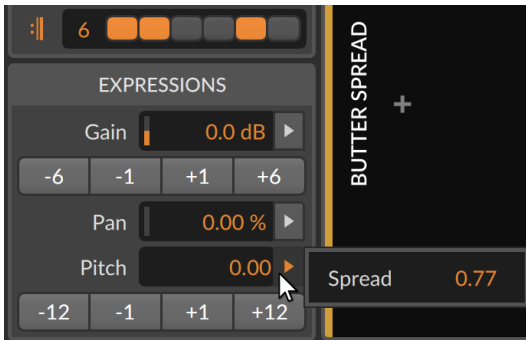 6
EXPRESSIONS
Gain 0.0 dB
-6 -1 +1 +6
Pan 0.00 %
Pitch 0.00
-12 -1 +1 +12
BUTTER SPREAD
+
Spread 0.77